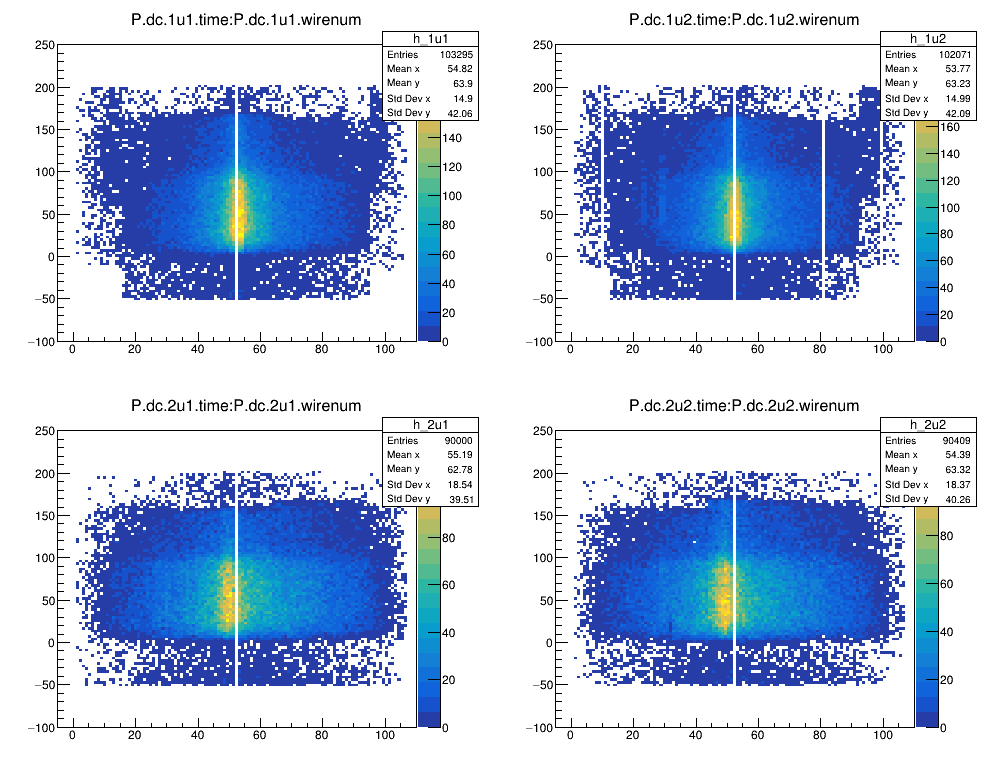 P.dc.1u1.time:P.dc.1u1.wirenum
h_1u1
Entries 103295
Mean x 54.82
Mean y 63.9
Std Dev x 14.9
Std Dev y 42.06
250
200
150
100
50
0
−50
−100
0 20 40 60 80 100
140
120
100
80
60
40
20
0
P.dc.1u2.time:P.dc.1u2.wirenum
h_1u2
Entries 102071
Mean x 53.77
Mean y 63.23
Std Dev x 14.99
Std Dev y 42.09
250
200
150
100
50
0
−50
−100
0 20 40 60 80 100
160
140
120
100
80
60
40
20
0
P.dc.2u1.time:P.dc.2u1.wirenum
h_2u1
Entries 90000
Mean x 55.19
Mean y 62.78
Std Dev x 18.54
Std Dev y 39.51
250
200
150
100
50
0
−50
−100
0 20 40 60 80 100
80
60
40
20
0
P.dc.2u2.time:P.dc.2u2.wirenum
h_2u2
Entries 90409
Mean x 54.39
Mean y 63.32
Std Dev x 18.37
Std Dev y 40.26
250
200
150
100
50
0
−50
−100
0 20 40 60 80 100
80
60
40
20
0